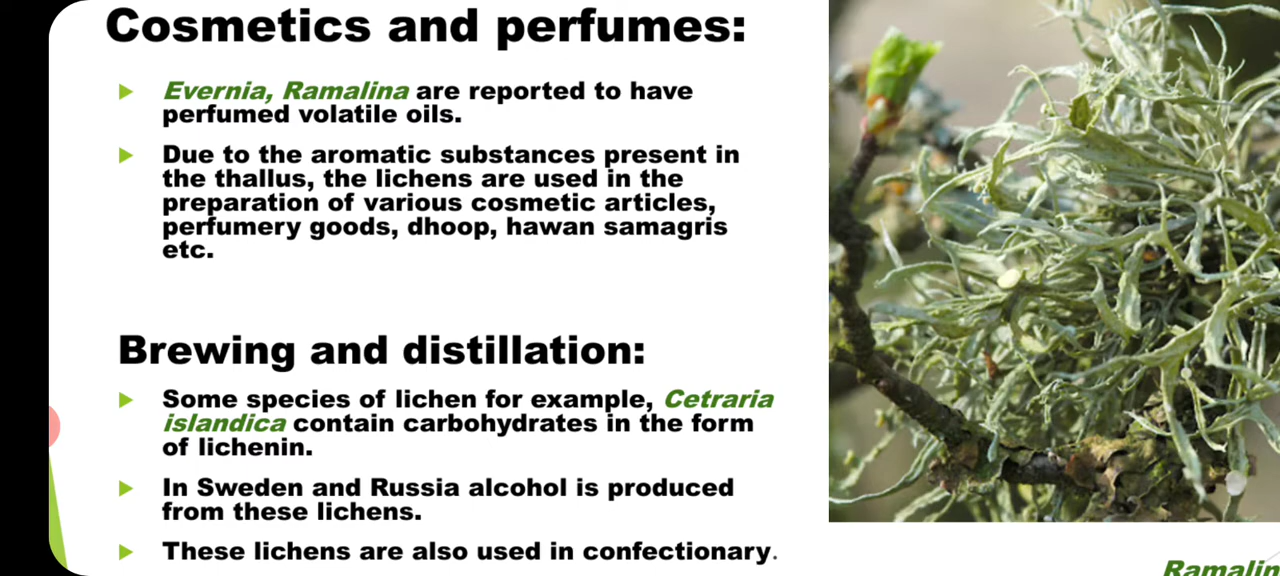 Cosmetics and perfumes:
Evernia, Ramalina are reported to have
perfumed volatile oils.
Due to the aromatic substances present in
the thallus, the lichens are used in the
preparation of various cosmetic articles,
perfumery goods, dhoop, hawan samagris
etc.
Brewing and distillation:
Some species of lichen for example, Cetraria
islandica contain carbohydrates in the form
of lichenin.
In Sweden and Russia alcohol is produced
from these lichens.
These lichens are also used in confectionary.